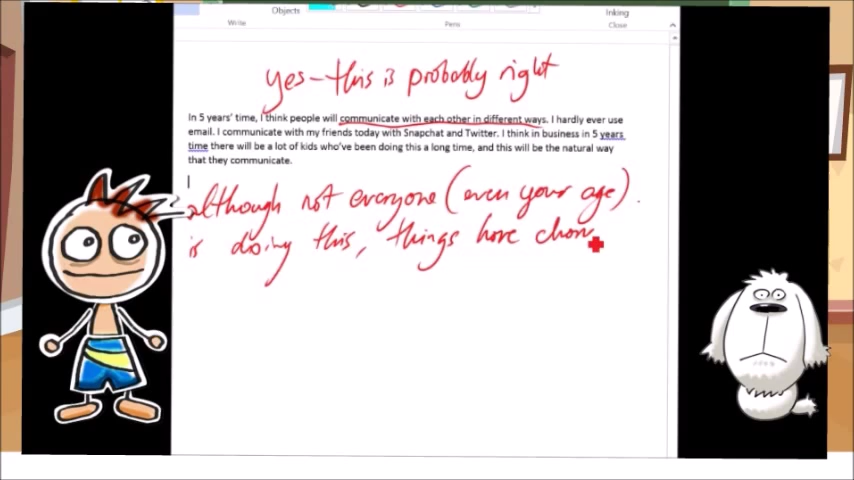 Objects
Inking
Write
Pens
Close
yes - this is probably right
In 5 years' time, I think people will communicate with each other in different ways. I hardly ever use
email. I communicate with my friends today with Snapchat and Twitter. I think in business in 5 years
time there will be a lot of kids who've been doing this a long time, and this will be the natural way
that they communicate.
although not everyone (even your age).
is doing this, things have chan